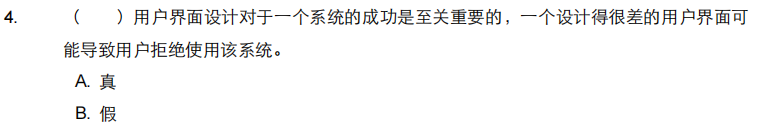 4. （ ）用户界面设计对于一个系统的成功是至关重要的，一个设计得很差的用户界面可
能导致用户拒绝使用该系统。
A. 真
B. 假